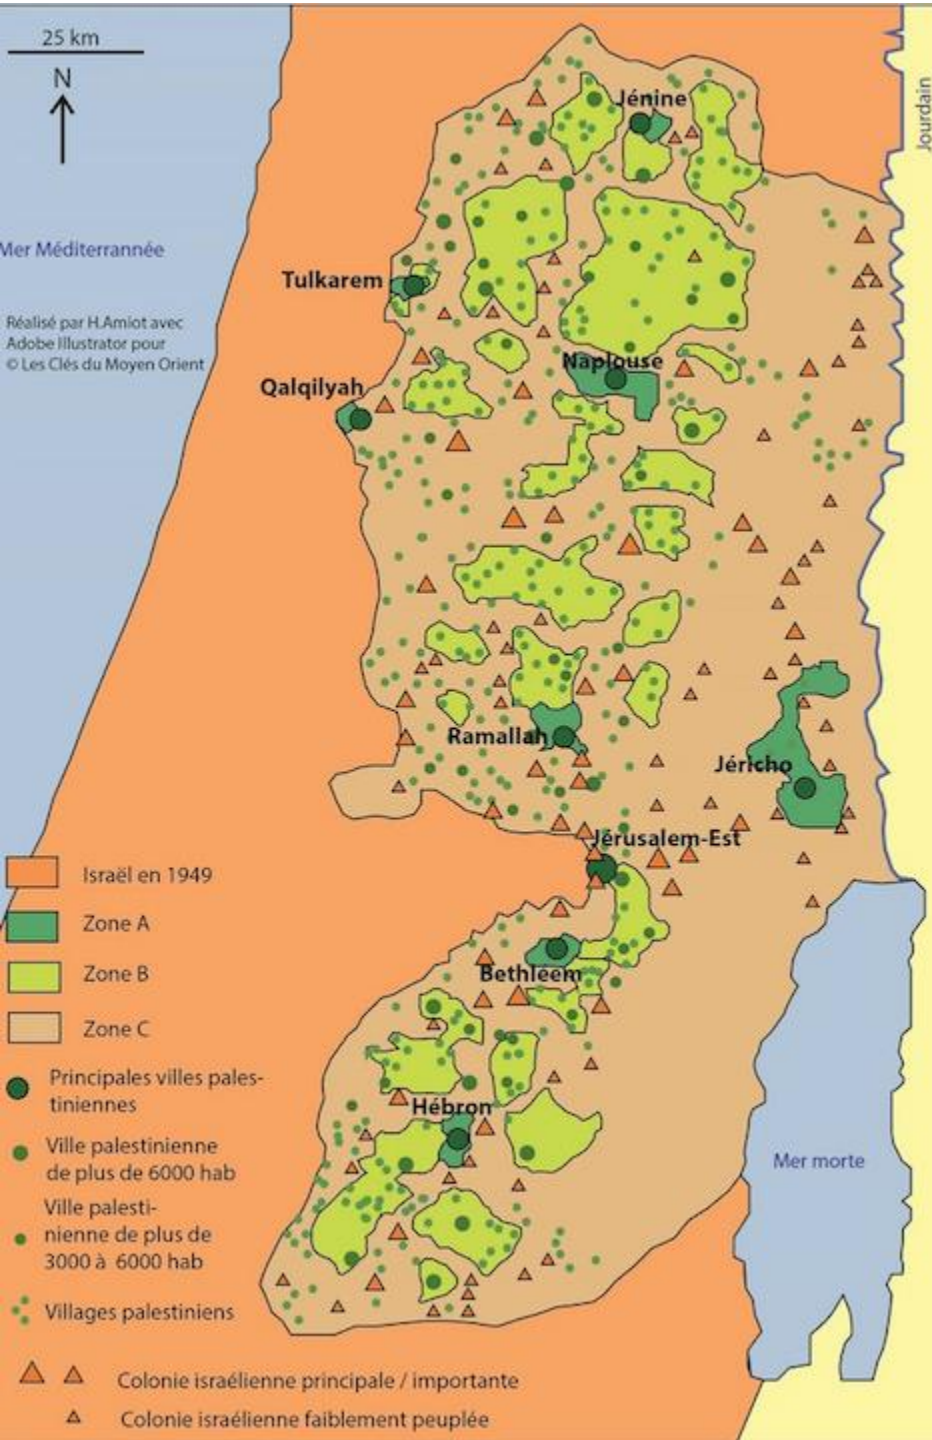 25 km
N
Jourdain
Jénine
Mer Méditerrannée
Tulkarem
Réalisé par H.Amiot avec
Adobe Illustrator pour
© Les Clés du Moyen Orient
Naplouse
Qalqilyah
Ramallah
Jéricho
Jérusalem-Est
Israël en 1949
Zone A
Zone B
Bethléem
Zone C
Principales villes pales-
tiniennes
Hébron
Ville palestinienne
de plus de 6000 hab
Mer morte
Ville palesti-
nienne de plus de
3000 à 6000 hab
Villages palestiniens
Colonie israélienne principale / importante
Colonie israélienne faiblement peuplée